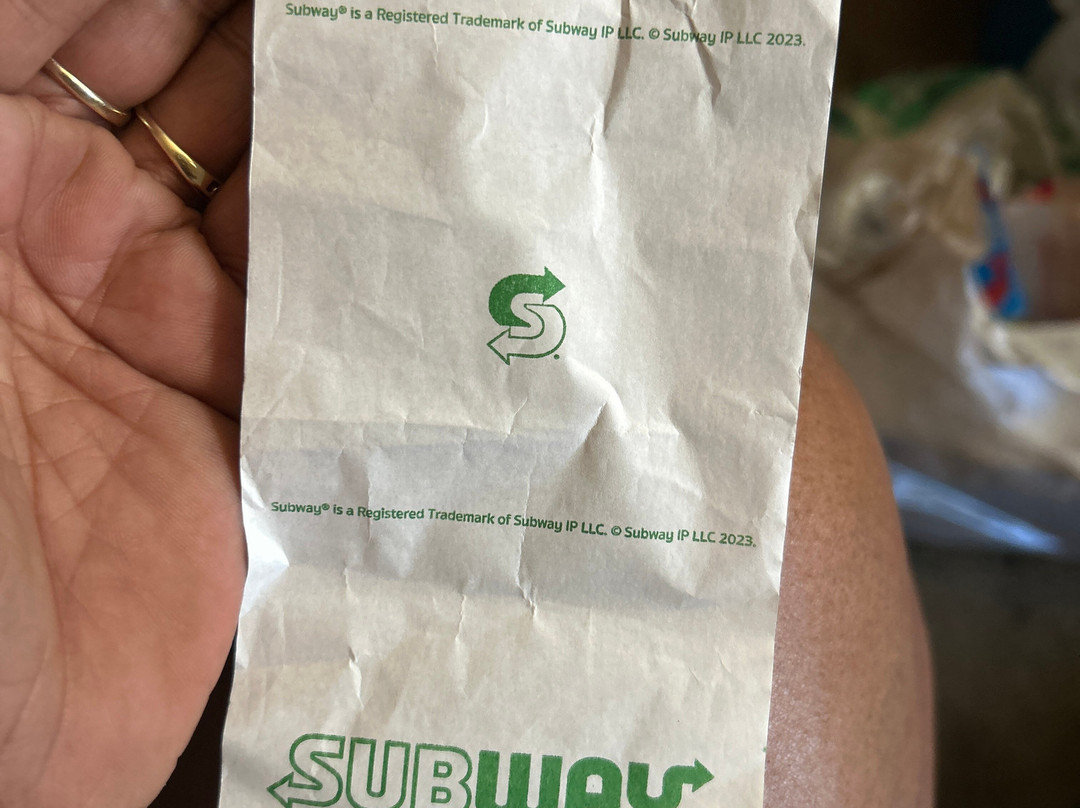 Subway® is a Registered Trademark of Subway IP LLC. © Subway IP LLC 2023.
S
Subway® is a Registered Trademark of Subway IP LLC. © Subway IP LLC 2023.
SUBWAY